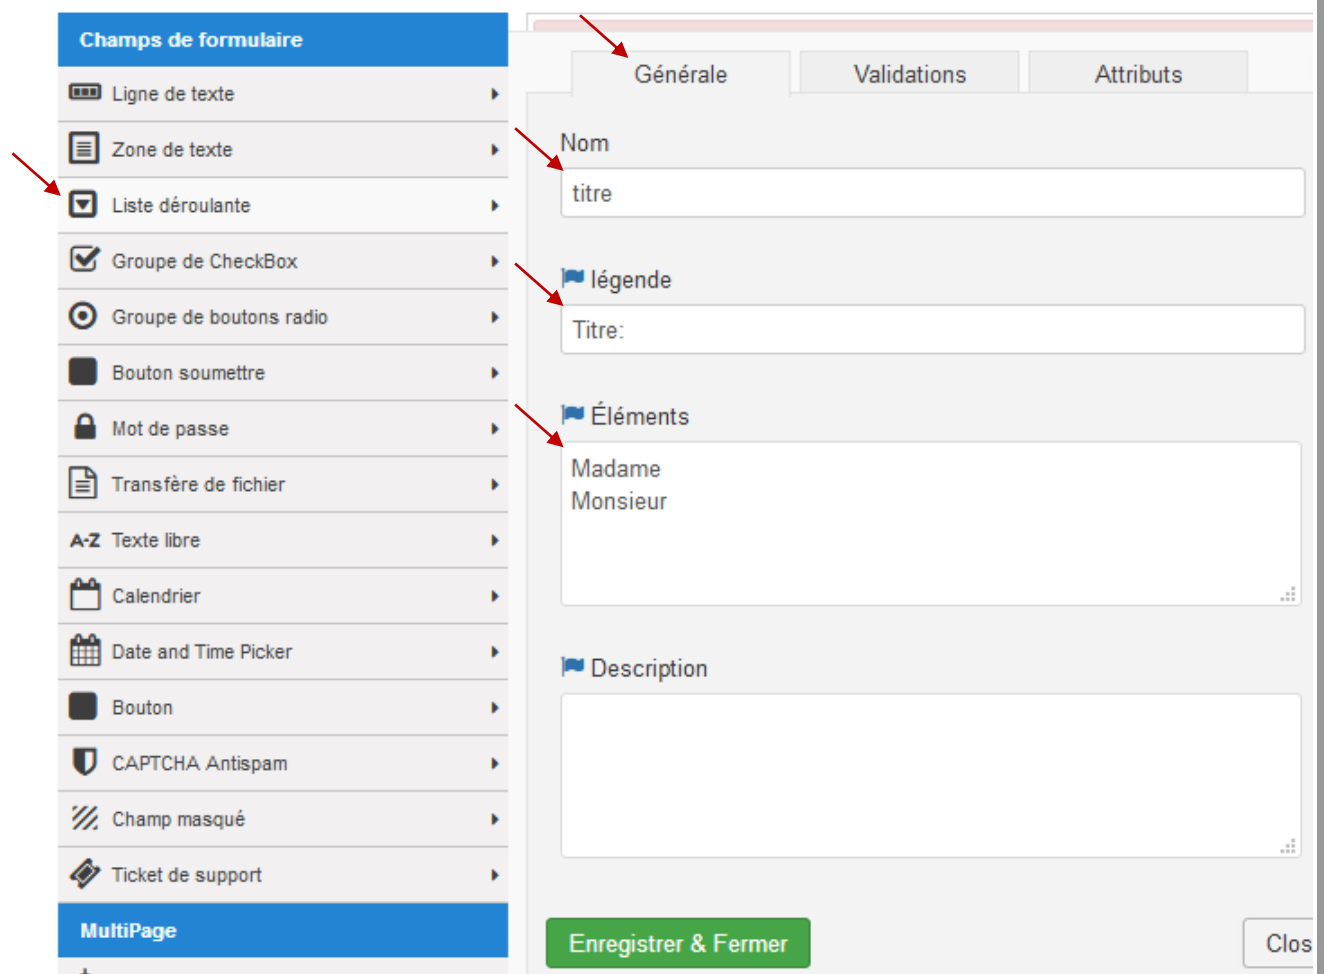 Champs de formulaire
Ligne de texte
Zone de texte
Liste déroulante
Groupe de CheckBox
Groupe de boutons radio
Bouton soumettre
Mot de passe
Transfère de fichier
A-Z Texte libre
Calendrier
Date and Time Picker
Bouton
CAPTCHA Antispam
Champ masqué
Ticket de support
MultiPage
Générale
Validations
Attributs
Nom
titre
légende
Titre:
Éléments
Madame
Monsieur
Description
Enregistrer & Fermer
Clos